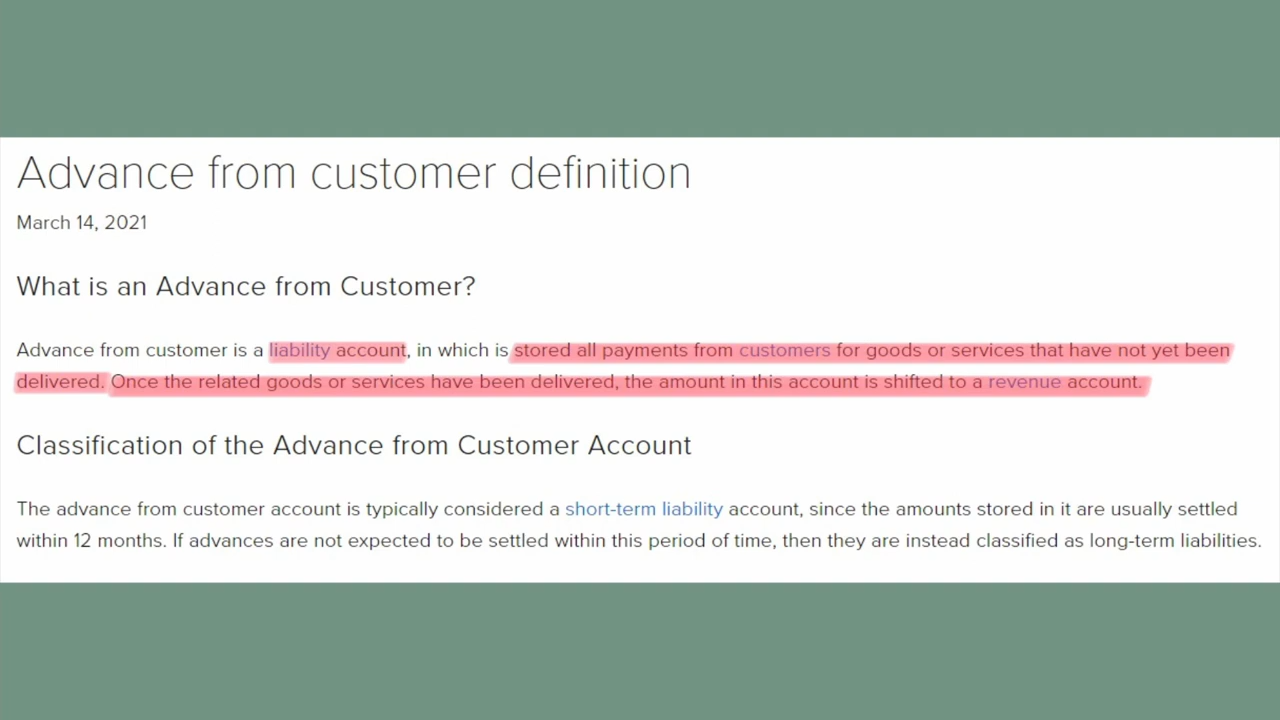 Advance from customer definition
March 14, 2021
What is an Advance from Customer?
Advance from customer is a liability account, in which is stored all payments from customers for goods or services that have not yet been
delivered. Once the related goods or services have been delivered, the amount in this account is shifted to a revenue account.
Classification of the Advance from Customer Account
The advance from customer account is typically considered a short-term liability account, since the amounts stored in it are usually settled
within 12 months. If advances are not expected to be settled within this period of time, then they are instead classified as long-term liabilities.